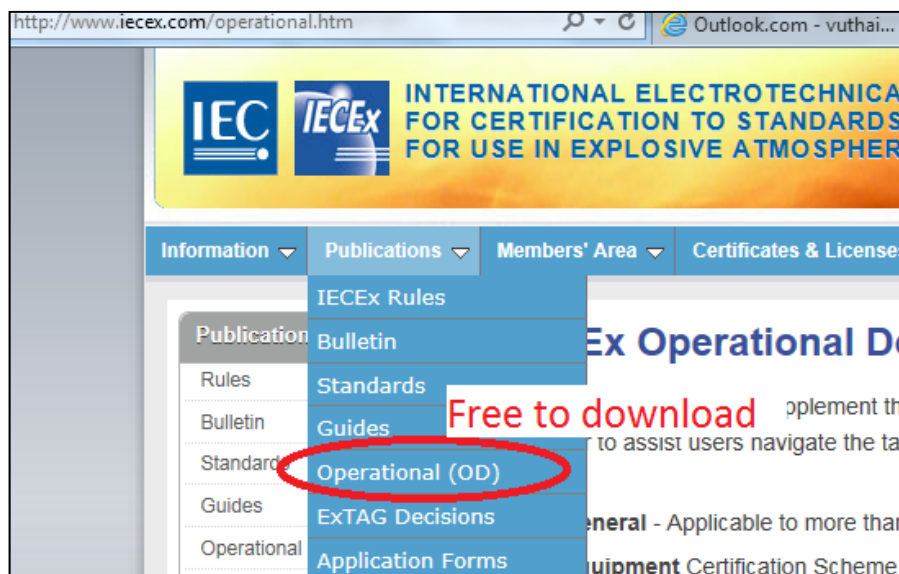 http://www.iecex.com/operational.htm
Outlook.com - vuthai...
IEC
IECEx
INTERNATIONAL ELECTROTECHNICA
FOR CERTIFICATION TO STANDARDS
FOR USE IN EXPLOSIVE ATMOSPHER
Information Publications Members' Area Certificates & License
IECEx Rules
Bulletin
Standards
Guides
Operational (OD)
ExTAG Decisions
Application Forms
Publication
Rules
Bulletin
Standards
Guides
Operational
Ex Operational D
Free to download
pplement th
to assist users navigate the ta
eneral - Applicable to more than
uipment Certification Scheme